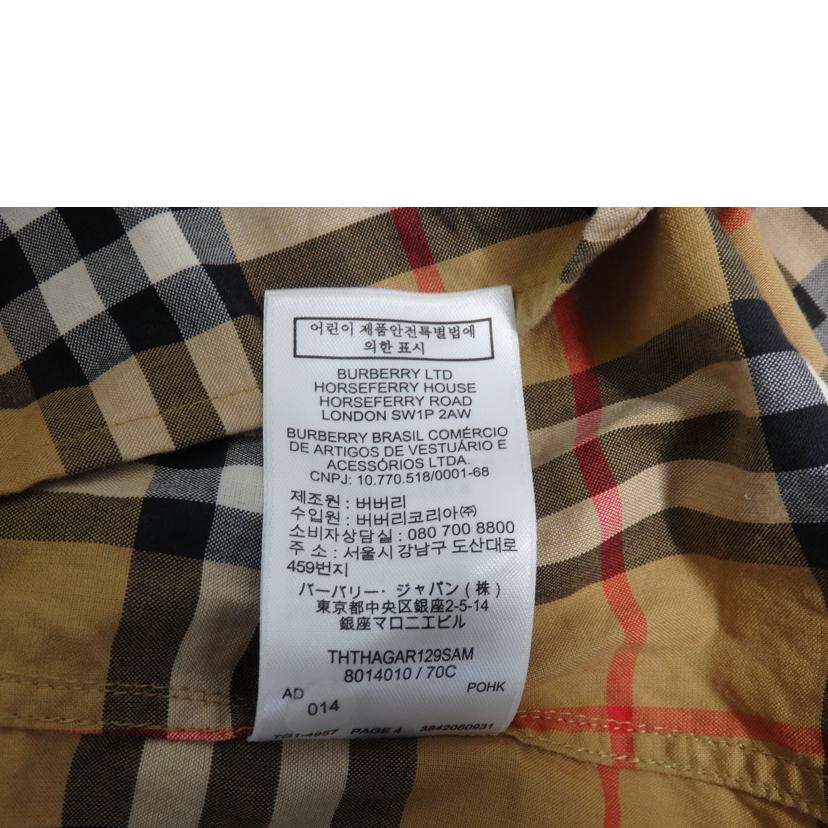 어린이 제품안전특별법에
의한 표시
BURBERRY LTD
HORSEFERRY HOUSE
HORSEFERRY ROAD
LONDON SW1P 2AW
BURBERRY BRASIL COMÉRCIO
DE ARTIGOS DE VESTUÁRIO E
ACESSÓRIOS LTDA.
CNPJ: 10.770.518/0001-68
제조원 : 버버리
수입원 : 버버리코리아㈜
소비자상담실 : 080 700 8800
주 소 : 서울시 강남구 도산대로
459번지
バーバリー・ジャパン(株)
東京都中央区銀座2-5-14
銀座マロニエビル
THTHAGAR129SAM
8014010 / 70C
AD POHK
014
TG1-4957 PAGE 4 3842060931